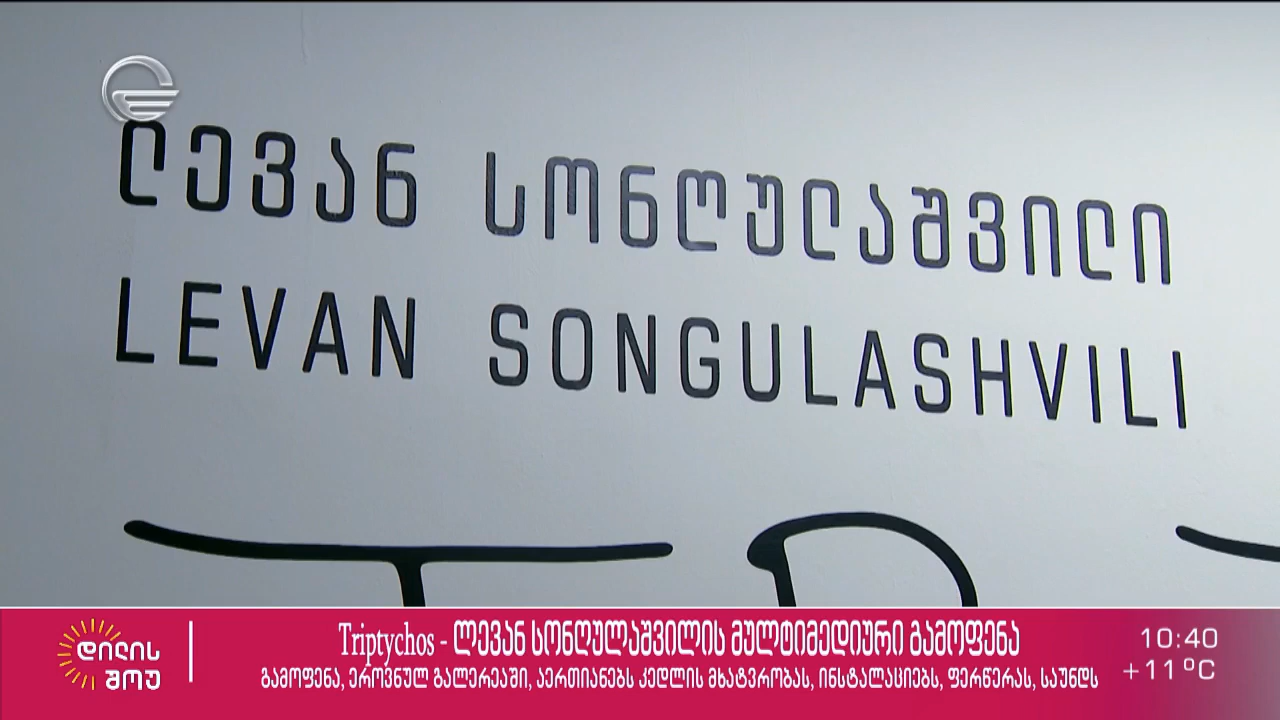 ლევან სონღულაშვილი
LEVAN SONGULASHVILI
დილის შოუ
Triptychos - ლევან სონღულაშვილის მულტიმედიური გამოფენა
გამოფენა, ეროვნულ გალერეაში, აერთიანებს კედლის მხატვრობას, ინსტალაციებს, ფერწერას, საუნდს
10:40
+11°C